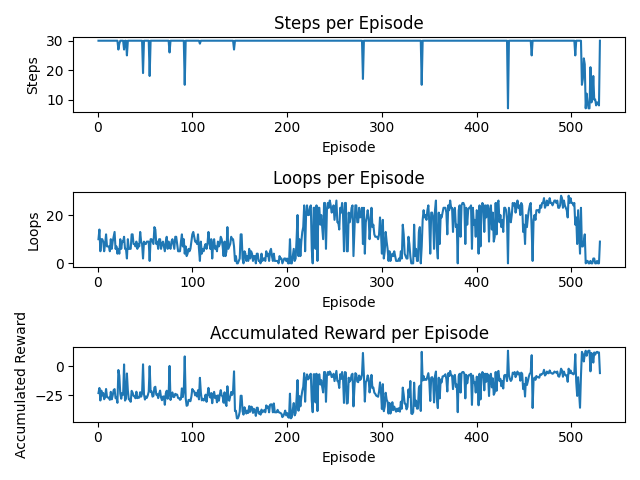 Steps per Episode
30
20
10
Steps
0
100
200
300
400
500
Episode
Loops per Episode
20
0
Loops
0
100
200
300
400
500
Episode
Accumulated Reward per Episode
0
−25
Accumulated Reward
0
100
200
300
400
500
Episode